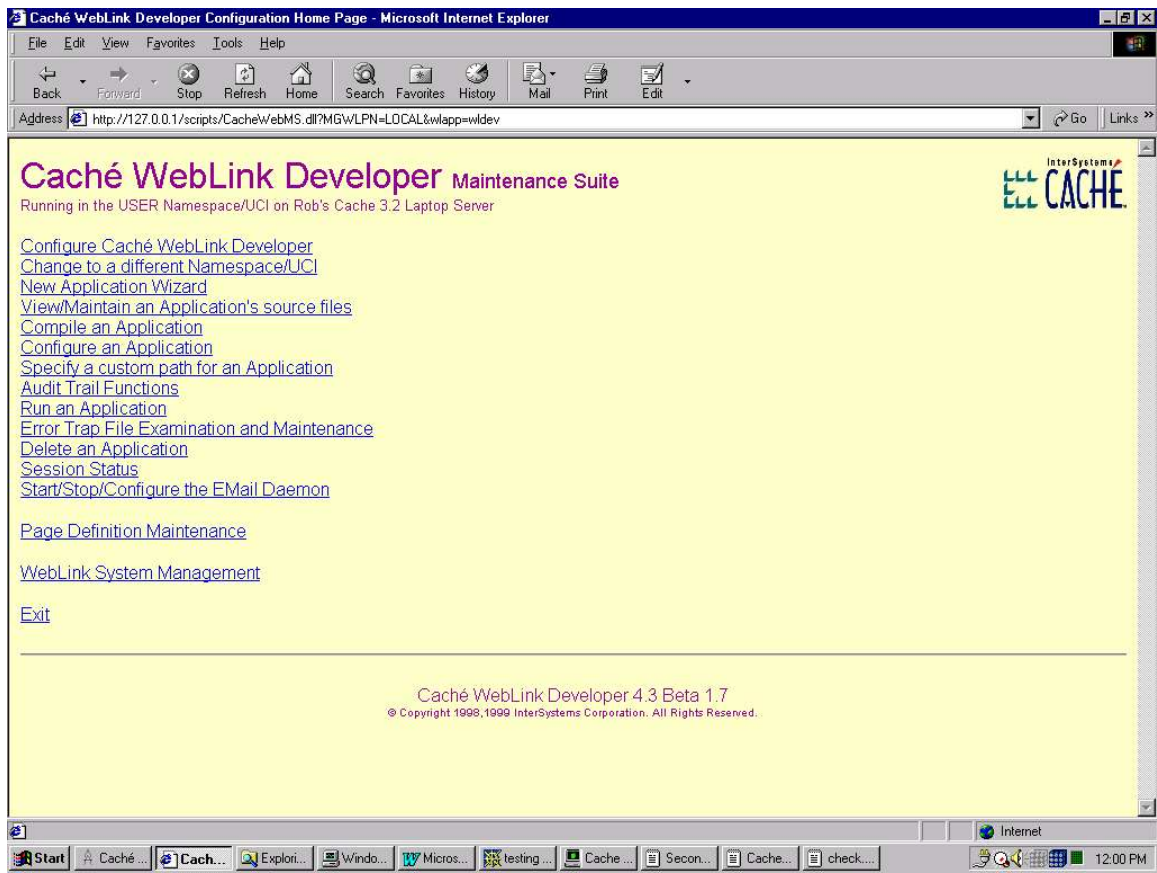 Caché WebLink Developer Configuration Home Page - Microsoft Internet Explorer
File Edit View Favorites Tools Help
Back Forward Stop Refresh Home Search Favorites History Mail Print Edit
Address http://127.0.0.1/scripts/CacheWebMS.dll?MGWLPN=LOCAL&wlapp=wldev Go Links »
Caché WebLink Developer Maintenance Suite
InterSystems CACHÉ
Running in the USER Namespace/UCI on Rob's Cache 3.2 Laptop Server
Configure Caché WebLink Developer
Change to a different Namespace/UCI
New Application Wizard
View/Maintain an Application's source files
Compile an Application
Configure an Application
Specify a custom path for an Application
Audit Trail Functions
Run an Application
Error Trap File Examination and Maintenance
Delete an Application
Session Status
Start/Stop/Configure the EMail Daemon
Page Definition Maintenance
WebLink System Management
Exit
Caché WebLink Developer 4.3 Beta 1.7
© Copyright 1998,1999 InterSystems Corporation. All Rights Reserved.
Internet
Start Caché ... Cach... Explori... Windo... Micros... testing ... Cache ... Secon... Cache... check.... 12:00 PM